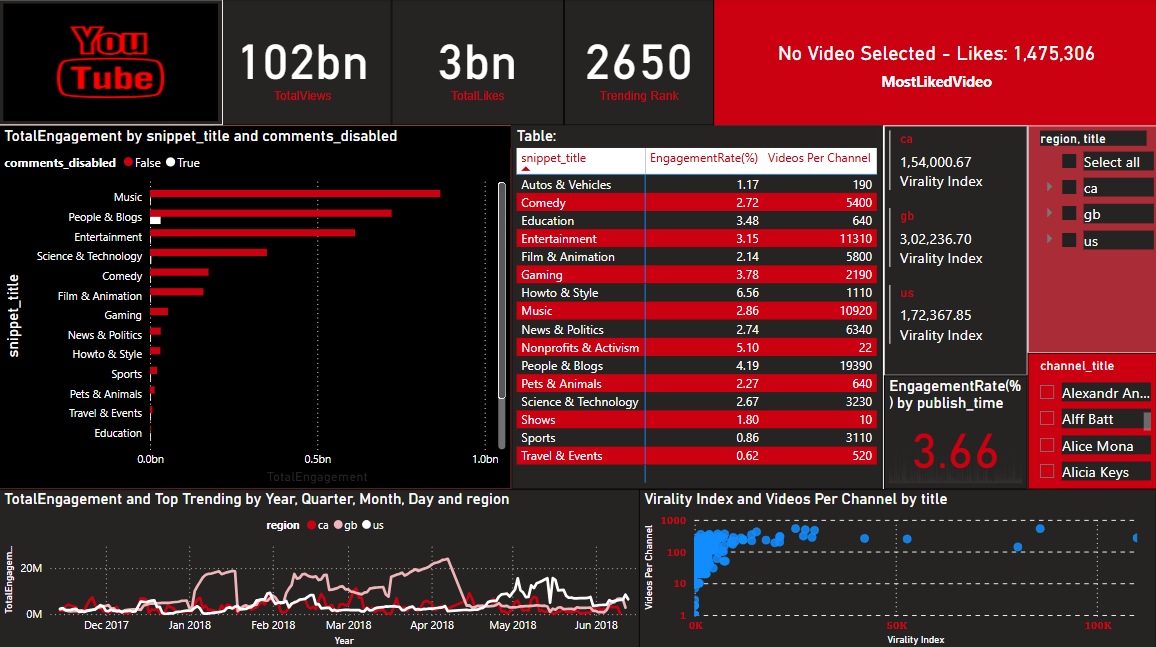 You
Tube
102bn
TotalViews
3bn
TotalLikes
2650
Trending Rank
No Video Selected - Likes: 1,475,306
MostLikedVideo
TotalEngagement by snippet_title and comments_disabled
comments_disabled False True
snippet_title
Music
People & Blogs
Entertainment
Science & Technology
Comedy
Film & Animation
Gaming
News & Politics
Howto & Style
Sports
Pets & Animals
Travel & Events
Education
0.0bn 0.5bn 1.0bn
TotalEngagement
Table:
snippet_title EngagementRate(%) Videos Per Channel
Autos & Vehicles 1.17 190
Comedy 2.72 5400
Education 3.48 640
Entertainment 3.15 11310
Film & Animation 2.14 5800
Gaming 3.78 2190
Howto & Style 6.56 1110
Music 2.86 10920
News & Politics 2.74 6340
Nonprofits & Activism 5.10 22
People & Blogs 4.19 19390
Pets & Animals 2.27 640
Science & Technology 2.67 3230
Shows 1.80 10
Sports 0.86 3110
Travel & Events 0.62 520
ca
1,54,000.67
Virality Index
gb
3,02,236.70
Virality Index
us
1,72,367.85
Virality Index
EngagementRate(%
) by publish_time
3.66
region, title
Select all
ca
gb
us
channel_title
Alexandr An...
Alff Batt
Alice Mona
Alicia Keys
TotalEngagement and Top Trending by Year, Quarter, Month, Day and region
region ca gb us
TotalEngagem...
20M
0M
Dec 2017 Jan 2018 Feb 2018 Mar 2018 Apr 2018 May 2018 Jun 2018
Year
Virality Index and Videos Per Channel by title
Videos Per Channel
1000
100
10
1
0K 50K 100K
Virality Index